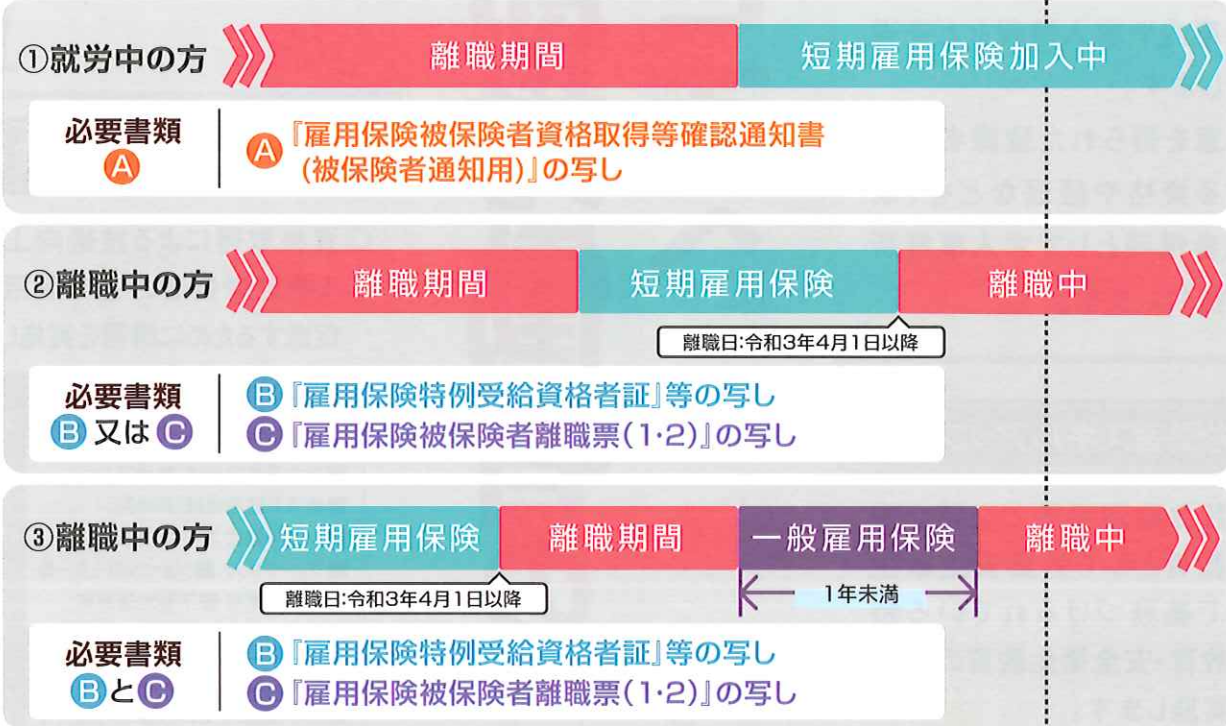 ①就労中の方 離職期間 短期雇用保険加入中
必要書類
A
A『雇用保険被保険者資格取得等確認通知書
(被保険者通知用)』の写し
②離職中の方 離職期間 短期雇用保険 離職中
離職日:令和3年4月1日以降
必要書類
B又はC
B『雇用保険特例受給資格者証』等の写し
C『雇用保険被保険者離職票(1・2)』の写し
③離職中の方 短期雇用保険 離職期間 一般雇用保険 離職中
離職日:令和3年4月1日以降 1年未満
必要書類
BとC
B『雇用保険特例受給資格者証』等の写し
C『雇用保険被保険者離職票(1・2)』の写し